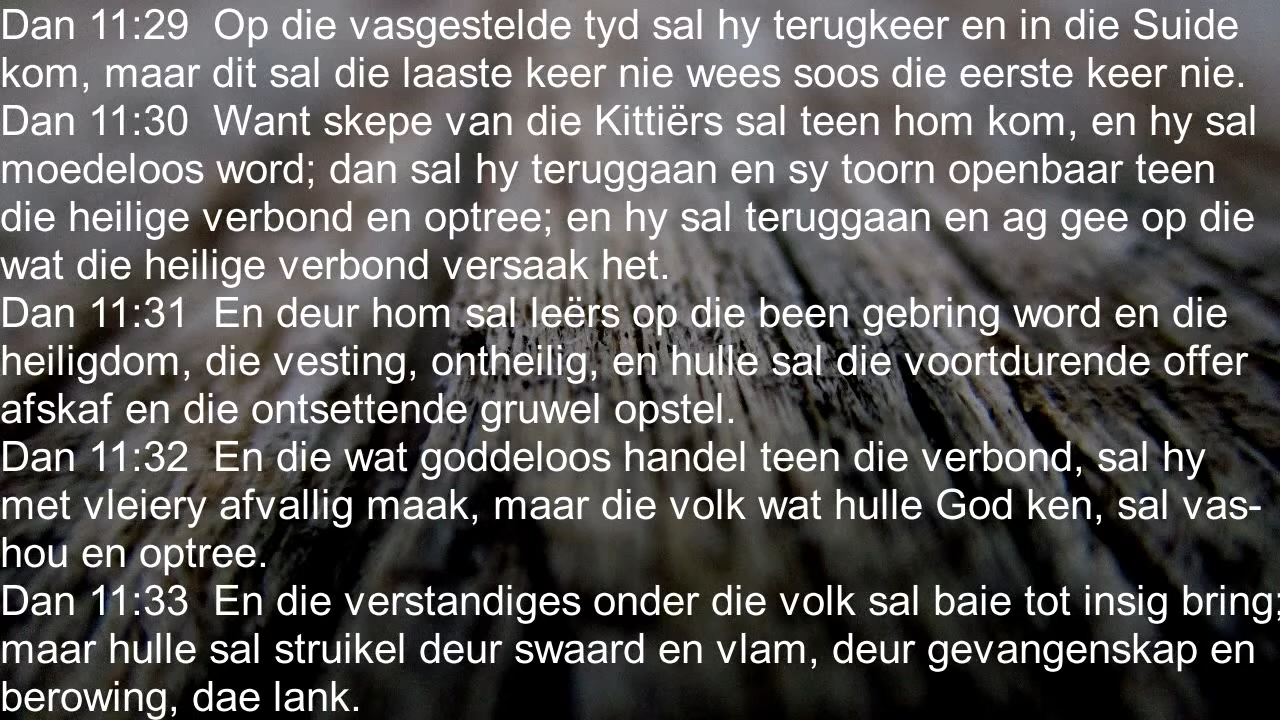 Dan 11:29  Op die vasgestelde tyd sal hy terugkeer en in die Suide
kom, maar dit sal die laaste keer nie wees soos die eerste keer nie.
Dan 11:30  Want skepe van die Kittiërs sal teen hom kom, en hy sal
moedeloos word; dan sal hy teruggaan en sy toorn openbaar teen
die heilige verbond en optree; en hy sal teruggaan en ag gee op die
wat die heilige verbond versaak het.
Dan 11:31  En deur hom sal leërs op die been gebring word en die
heiligdom, die vesting, ontheilig, en hulle sal die voortdurende offer
afskaf en die ontsettende gruwel opstel.
Dan 11:32  En die wat goddeloos handel teen die verbond, sal hy
met vleiery afvallig maak, maar die volk wat hulle God ken, sal vas-
hou en optree.
Dan 11:33  En die verstandiges onder die volk sal baie tot insig bring;
maar hulle sal struikel deur swaard en vlam, deur gevangenskap en
berowing, dae lank.